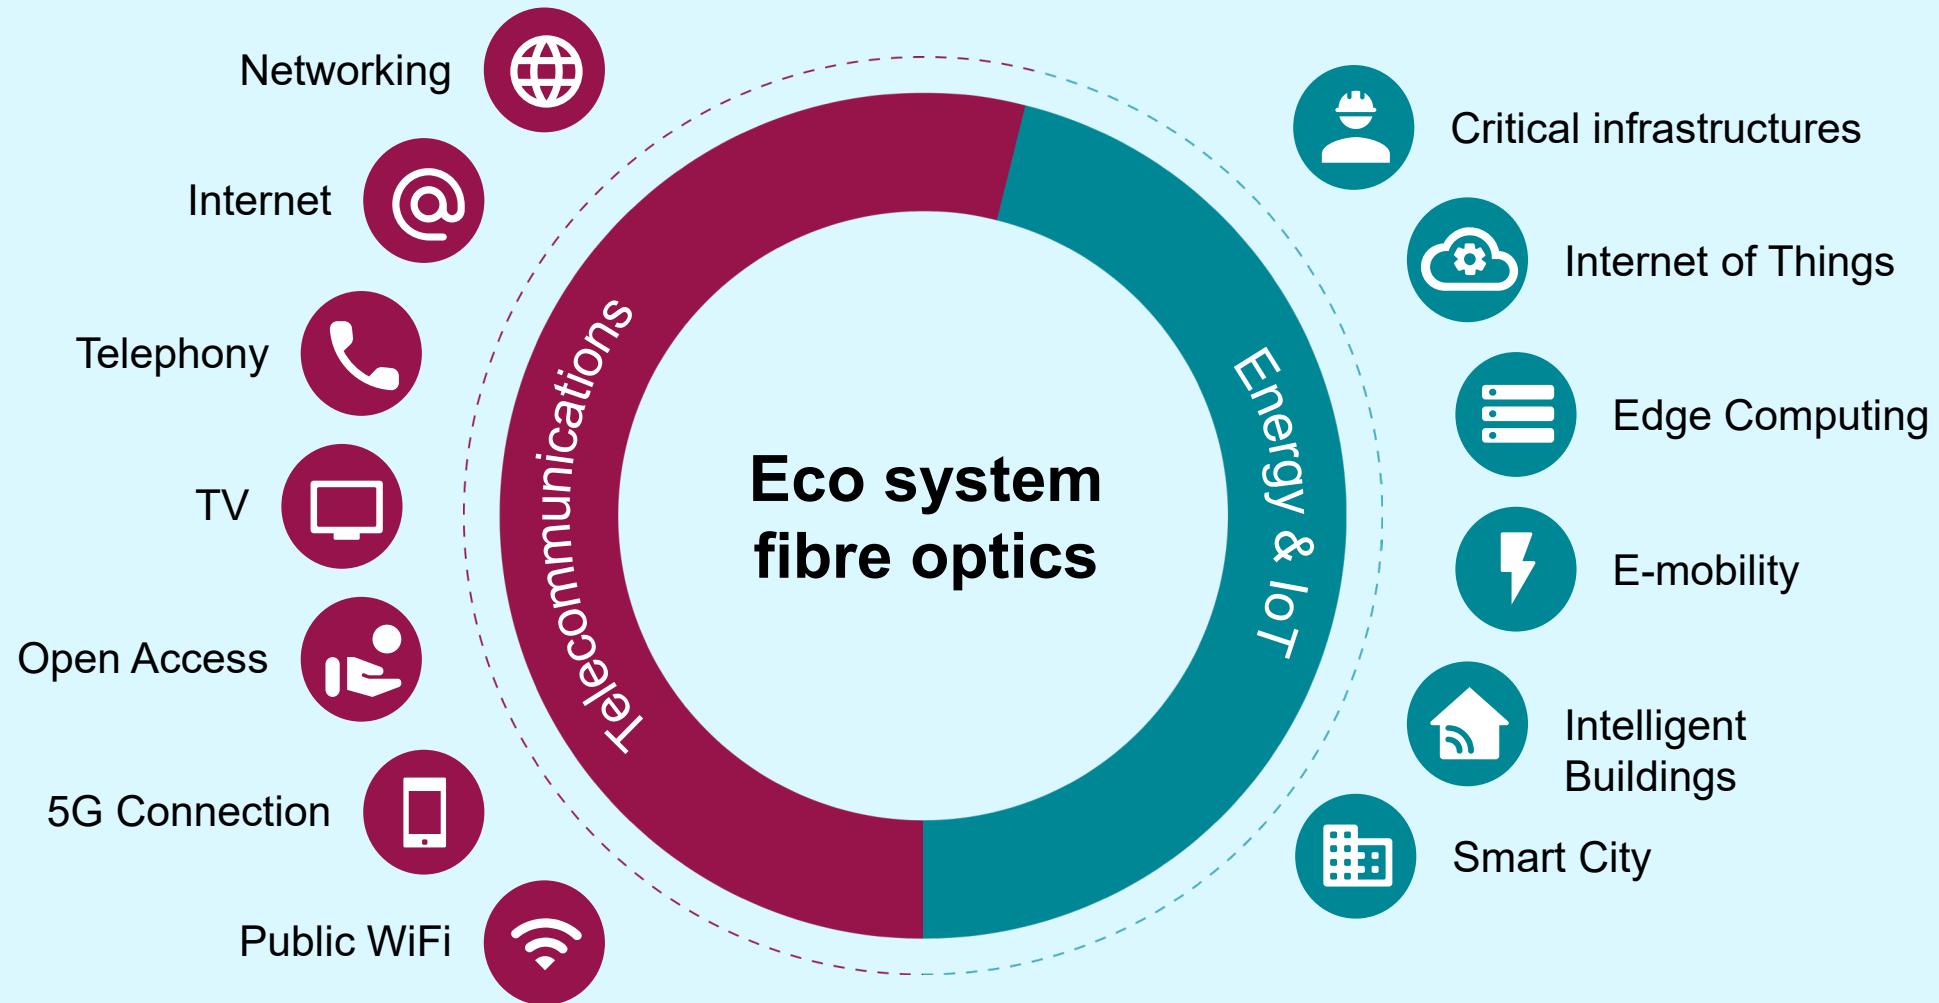 Networking
Internet
Telephony
TV
Open Access
5G Connection
Public WiFi
Telecommunications
Eco system
fibre optics
Energy & IoT
Critical infrastructures
Internet of Things
Edge Computing
E-mobility
Intelligent
Buildings
Smart City